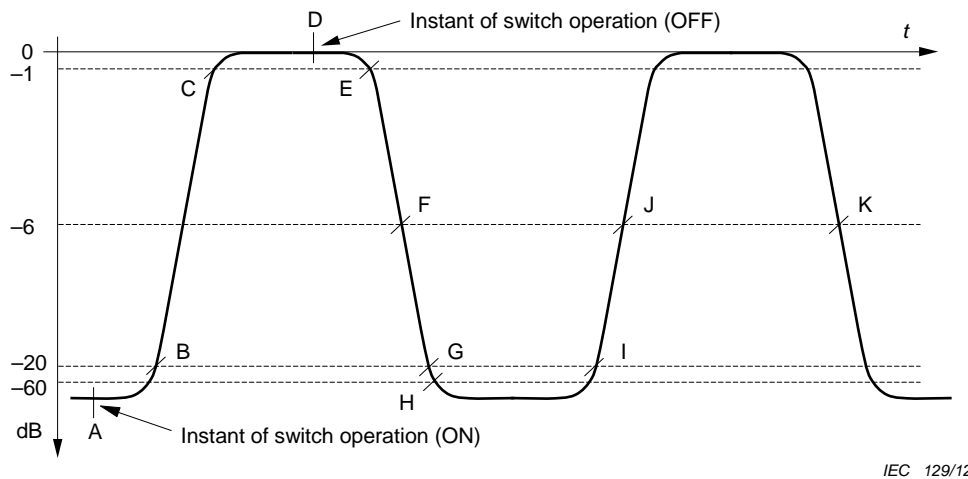 D
Instant of switch operation (OFF)
t
0
–1
C
E
F
J
K
–6
B
G
I
–20
–60
H
dB
A
Instant of switch operation (ON)
IEC 129/12